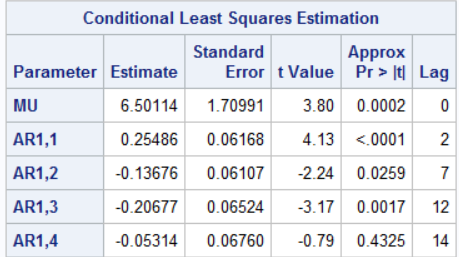 Conditional Least Squares Estimation
Parameter Estimate Standard Error t Value Approx Pr > |t| Lag
MU 6.50114 1.70991 3.80 0.0002 0
AR1,1 0.25486 0.06168 4.13 <.0001 2
AR1,2 -0.13676 0.06107 -2.24 0.0259 7
AR1,3 -0.20677 0.06524 -3.17 0.0017 12
AR1,4 -0.05314 0.06760 -0.79 0.4325 14